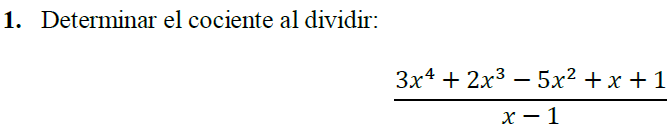 1. Determinar el cociente al dividir:
3x⁴ + 2x³ − 5x² + x + 1
x − 1